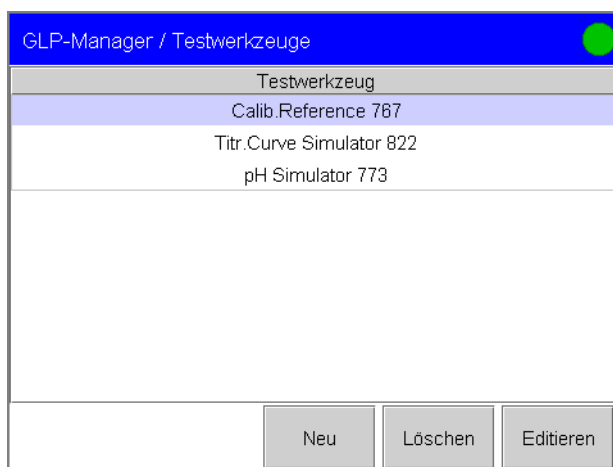 GLP-Manager / Testwerkzeuge
Testwerkzeug
Calib.Reference 767
Titr.Curve Simulator 822
pH Simulator 773
Neu Löschen Editieren